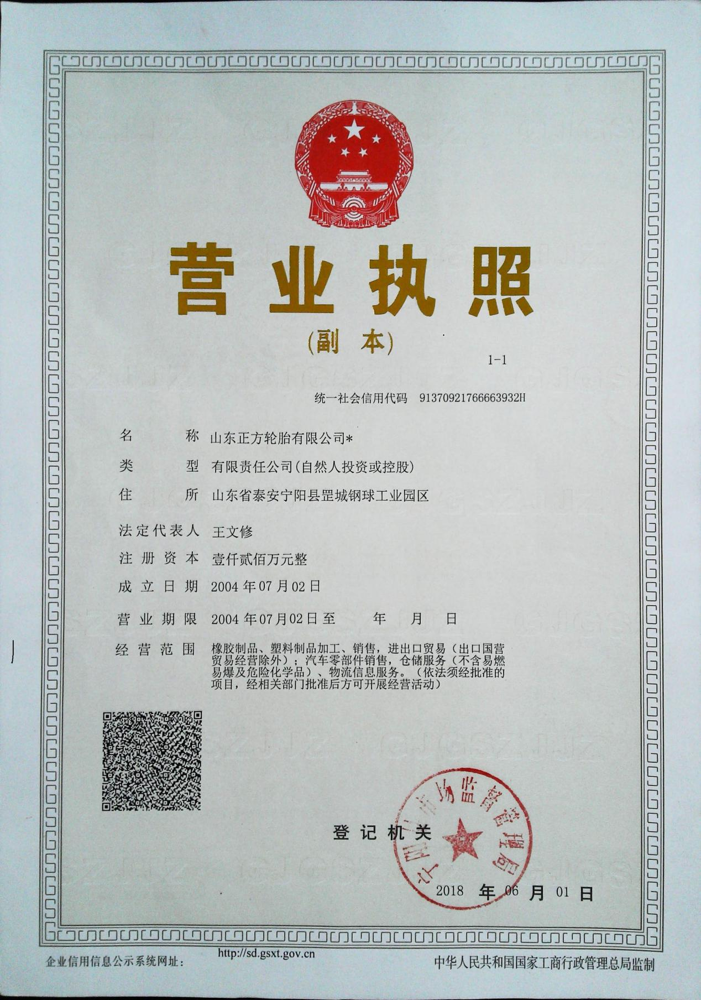 营业执照
(副 本)
1-1
统一社会信用代码 91370921766663932H
名 称 山东正方轮胎有限公司*
类 型 有限责任公司(自然人投资或控股)
住 所 山东省泰安宁阳县罡城钢球工业园区
法定代表人 王文修
注册资本 壹仟贰佰万元整
成立日期 2004年07月02日
营业期限 2004年07月02日至 年 月 日
经营范围 橡胶制品、塑料制品加工、销售，进出口贸易（出口国营
贸易经营除外）；汽车零部件销售，仓储服务（不含易燃
易爆及危险化学品）、物流信息服务。（依法须经批准的
项目，经相关部门批准后方可开展经营活动）
宁阳县市场监督管理局
登记机关
2018 年 06 月 01 日
企业信用信息公示系统网址： http://sd.gsxt.gov.cn
中华人民共和国国家工商行政管理总局监制